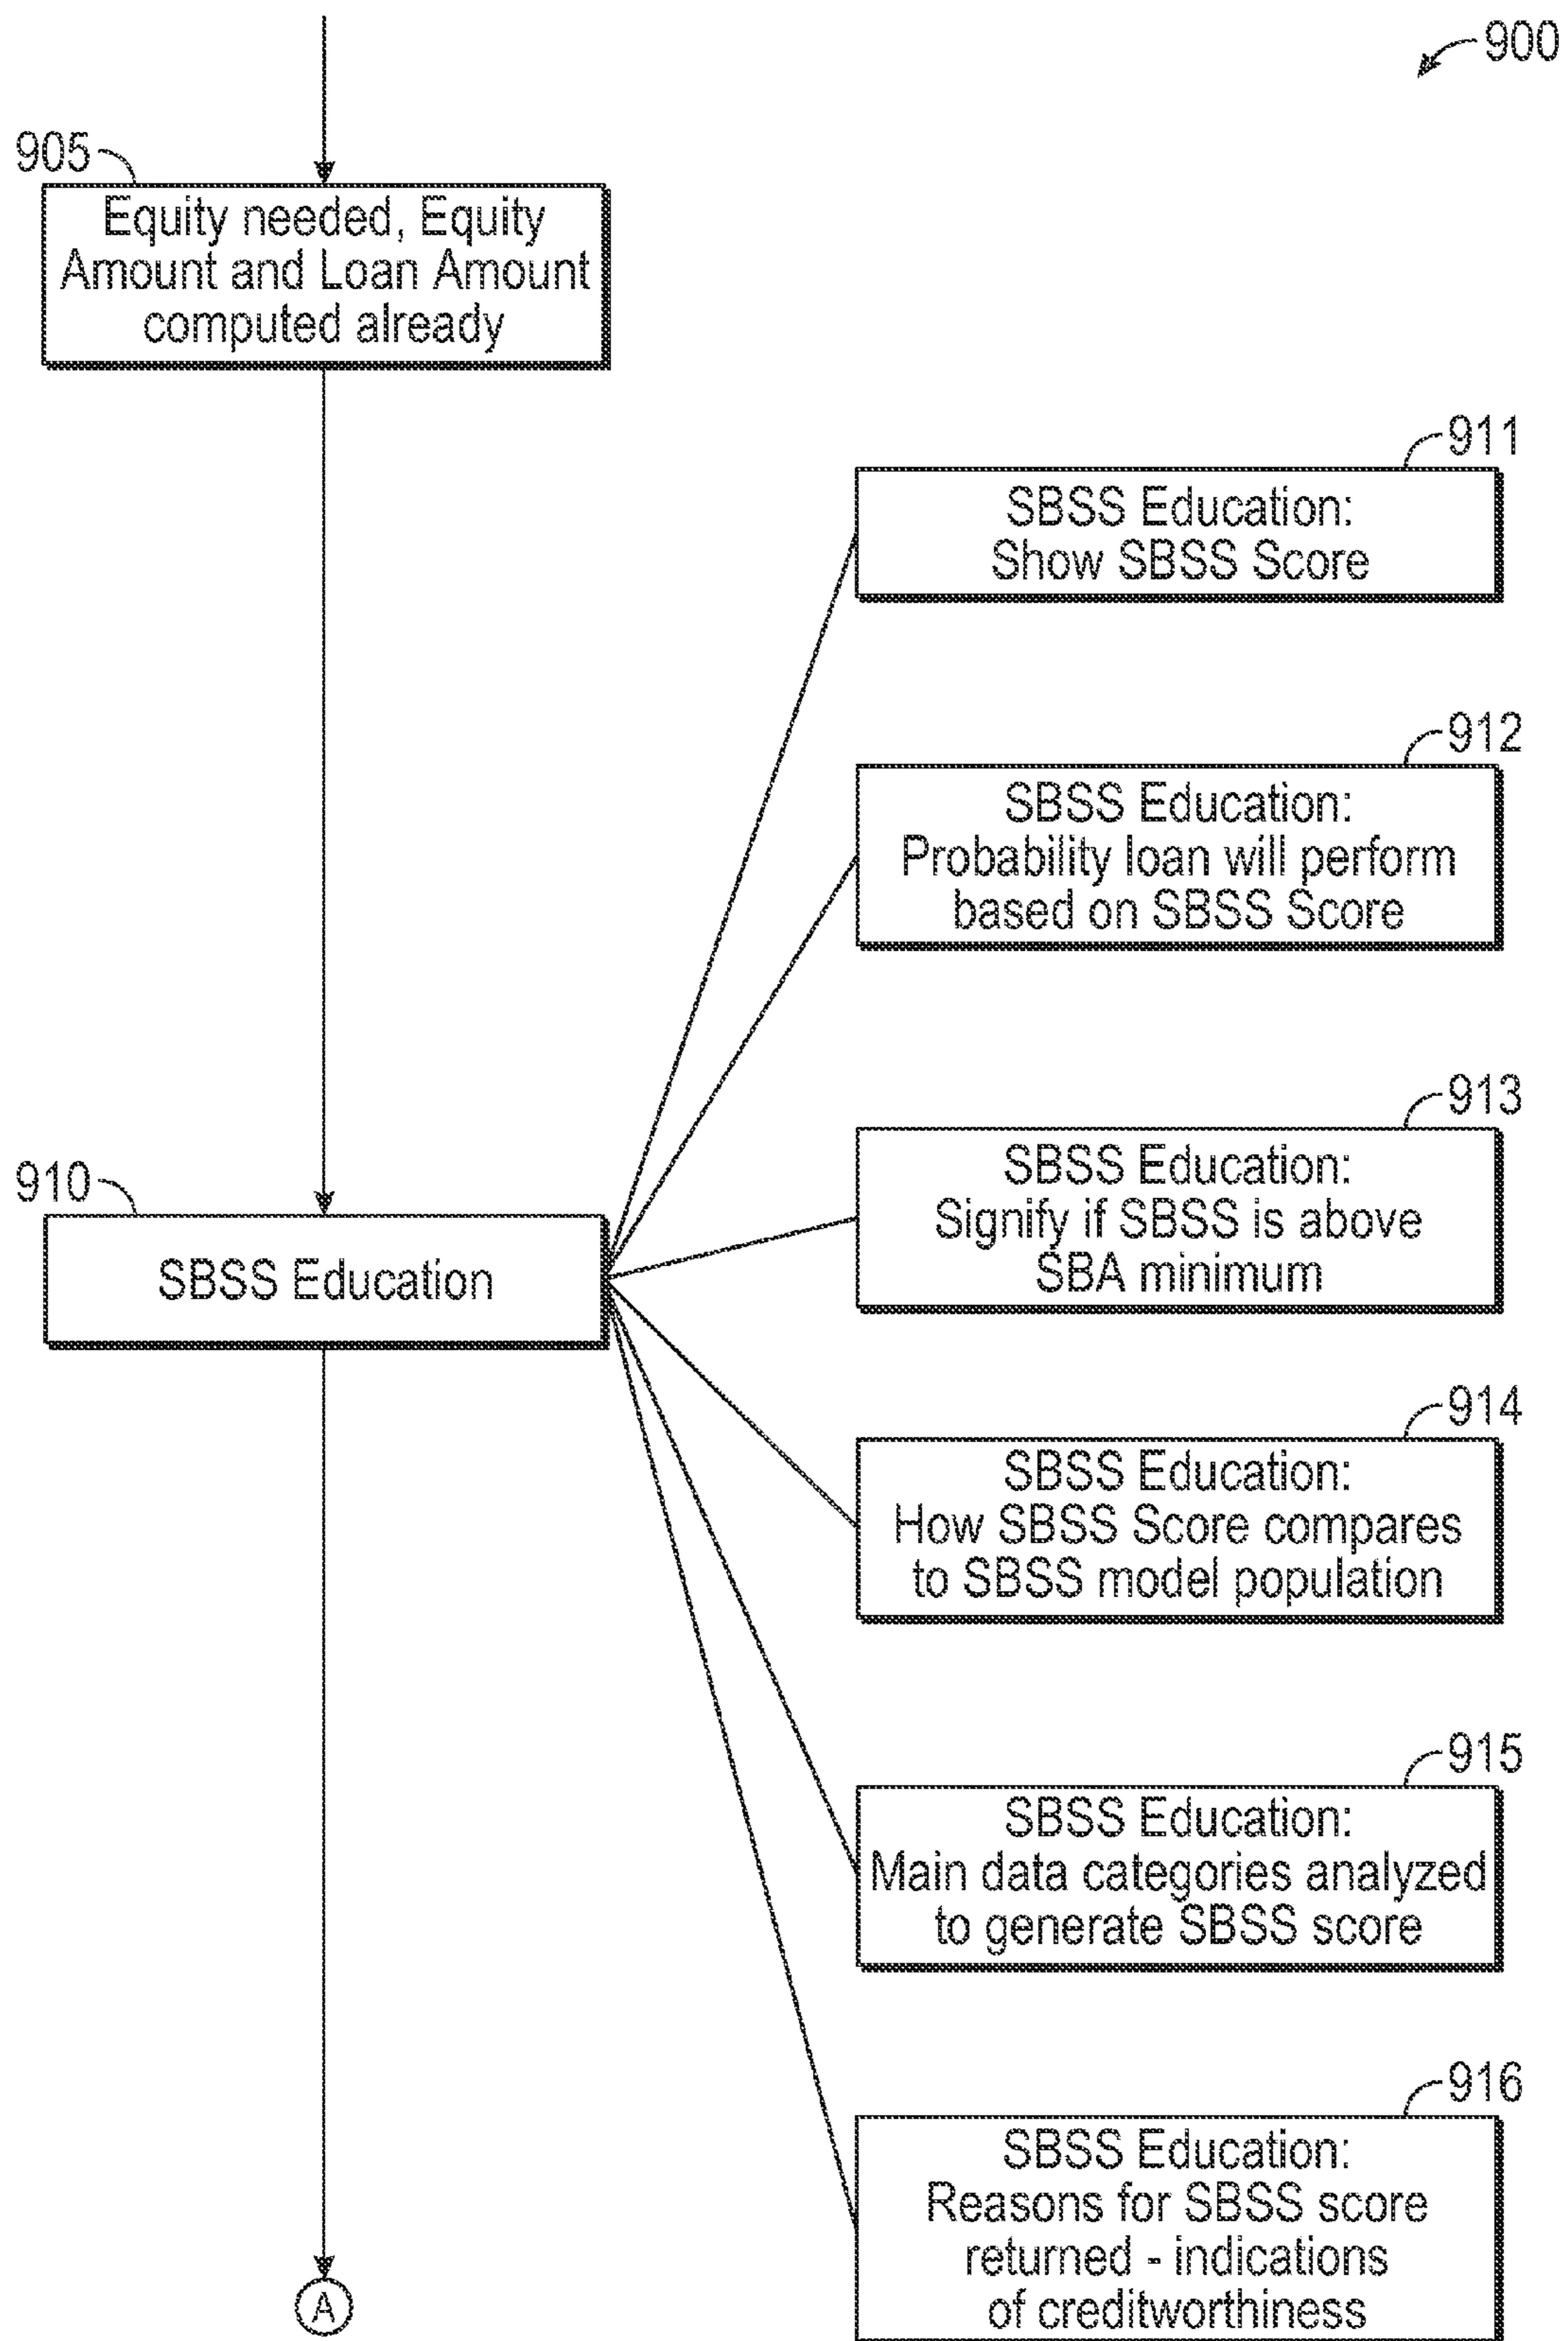 900
905
Equity needed, Equity
Amount and Loan Amount
computed already
911
SBSS Education:
Show SBSS Score
912
SBSS Education:
Probability loan will perform
based on SBSS Score
913
SBSS Education:
Signify if SBSS is above
SBA minimum
910
SBSS Education
914
SBSS Education:
How SBSS Score compares
to SBSS model population
915
SBSS Education:
Main data categories analyzed
to generate SBSS score
916
SBSS Education:
Reasons for SBSS score
returned - indications
of creditworthiness
A